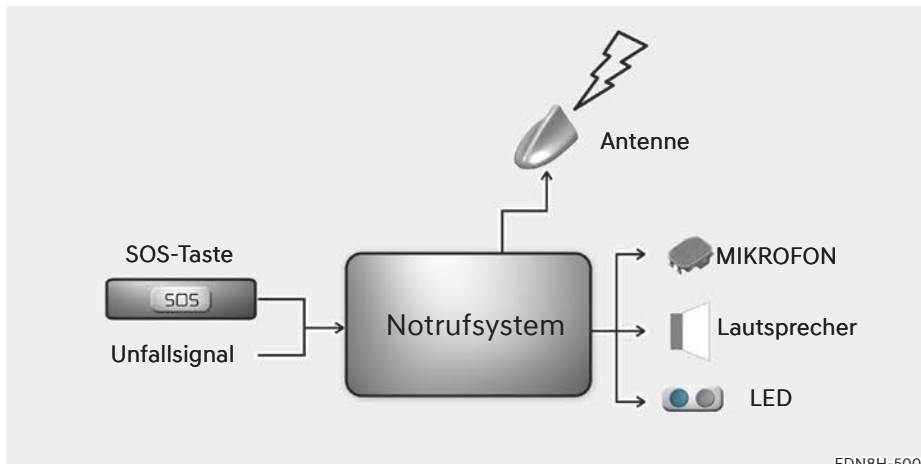 Antenne
SOS-Taste
SOS
MIKROFON
Notrufsystem
Lautsprecher
Unfallsignal
LED